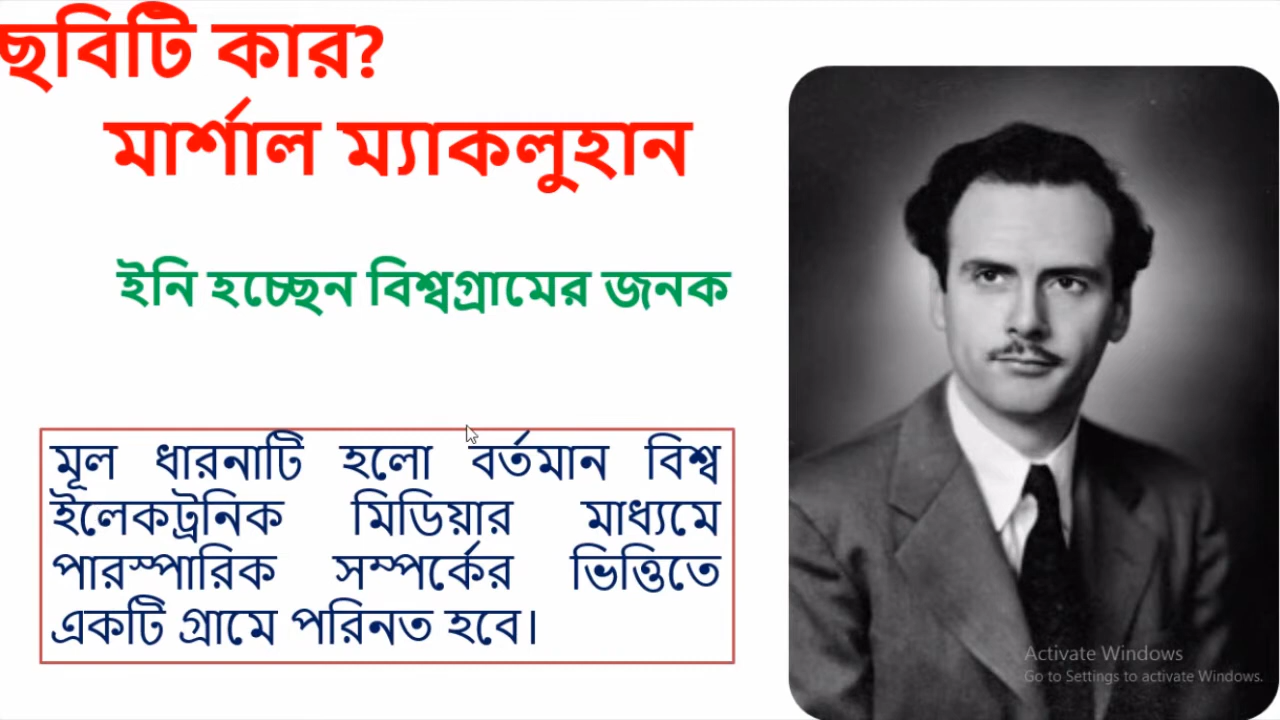 ছবিটি কার?
মার্শাল ম্যাকলুহান
ইনি হচ্ছেন বিশ্বগ্রামের জনক
মূল ধারনাটি হলো বর্তমান বিশ্ব
ইলেকট্রনিক মিডিয়ার মাধ্যমে
পারস্পারিক সম্পর্কের ভিত্তিতে
একটি গ্রামে পরিনত হবে।
Activate Windows
Go to Settings to activate Windows.